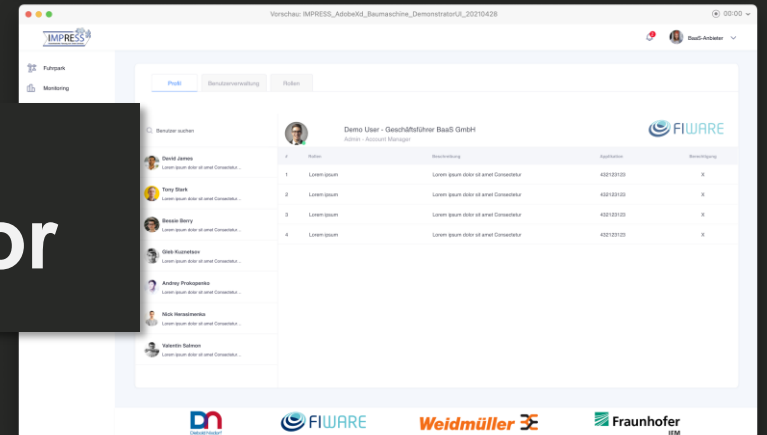 Vorschau: IMPRESS_AdobeXd_Baumaschine_DemonstratorUI_20210428
00:00
IMPRESS
BaaS-Anbieter
Fuhrpark
Monitoring
Profil
Benutzerverwaltung
Rollen
or
Benutzer suchen
Demo User - Geschäftsführer BaaS GmbH
Admin - Account Manager
FIWARE
David James
Lorem ipsum dolor sit amet Consectetur ...
Tony Stark
Lorem ipsum dolor sit amet Consectetur ...
Bessie Berry
Lorem ipsum dolor sit amet Consectetur ...
Gleb Kuznetsov
Lorem ipsum dolor sit amet Consectetur ...
Andrey Prokopenko
Lorem ipsum dolor sit amet Consectetur ...
Nick Herasimenko
Lorem ipsum dolor sit amet Consectetur ...
Valentin Salmon
Lorem ipsum dolor sit amet Consectetur ...
# Rollen Beschreibung Applikation Berechtigung
1 Lorem ipsum Lorem ipsum dolor sit amet Consectetur 432123123 X
2 Lorem ipsum Lorem ipsum dolor sit amet Consectetur 432123123 X
3 Lorem ipsum Lorem ipsum dolor sit amet Consectetur 432123123 X
4 Lorem ipsum Lorem ipsum dolor sit amet Consectetur 432123123 X
FIWARE
Weidmüller
Fraunhofer
IEM